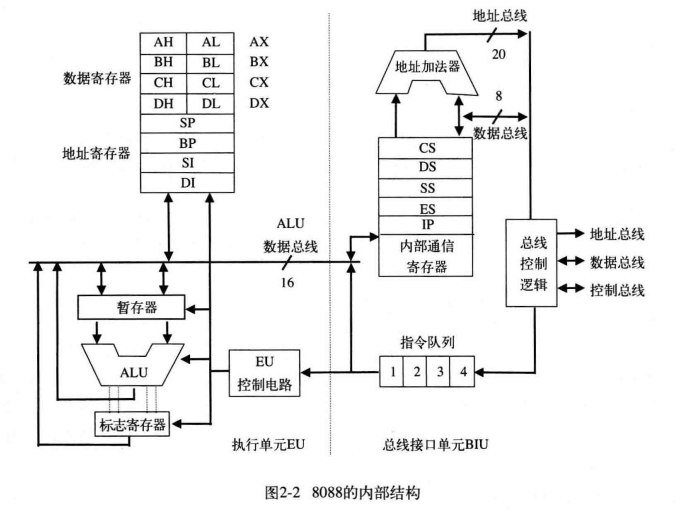 地址总线
20
地址加法器
8
数据总线
数据寄存器
AH AL AX
BH BL BX
CH CL CX
DH DL DX
地址寄存器
SP
BP
SI
DI
CS
DS
SS
ES
IP
内部通信
寄存器
ALU
数据总线
16
总线
控制
逻辑
地址总线
数据总线
控制总线
暂存器
ALU
标志寄存器
EU
控制电路
指令队列
1 2 3 4
执行单元EU
总线接口单元BIU
图2-2 8088的内部结构